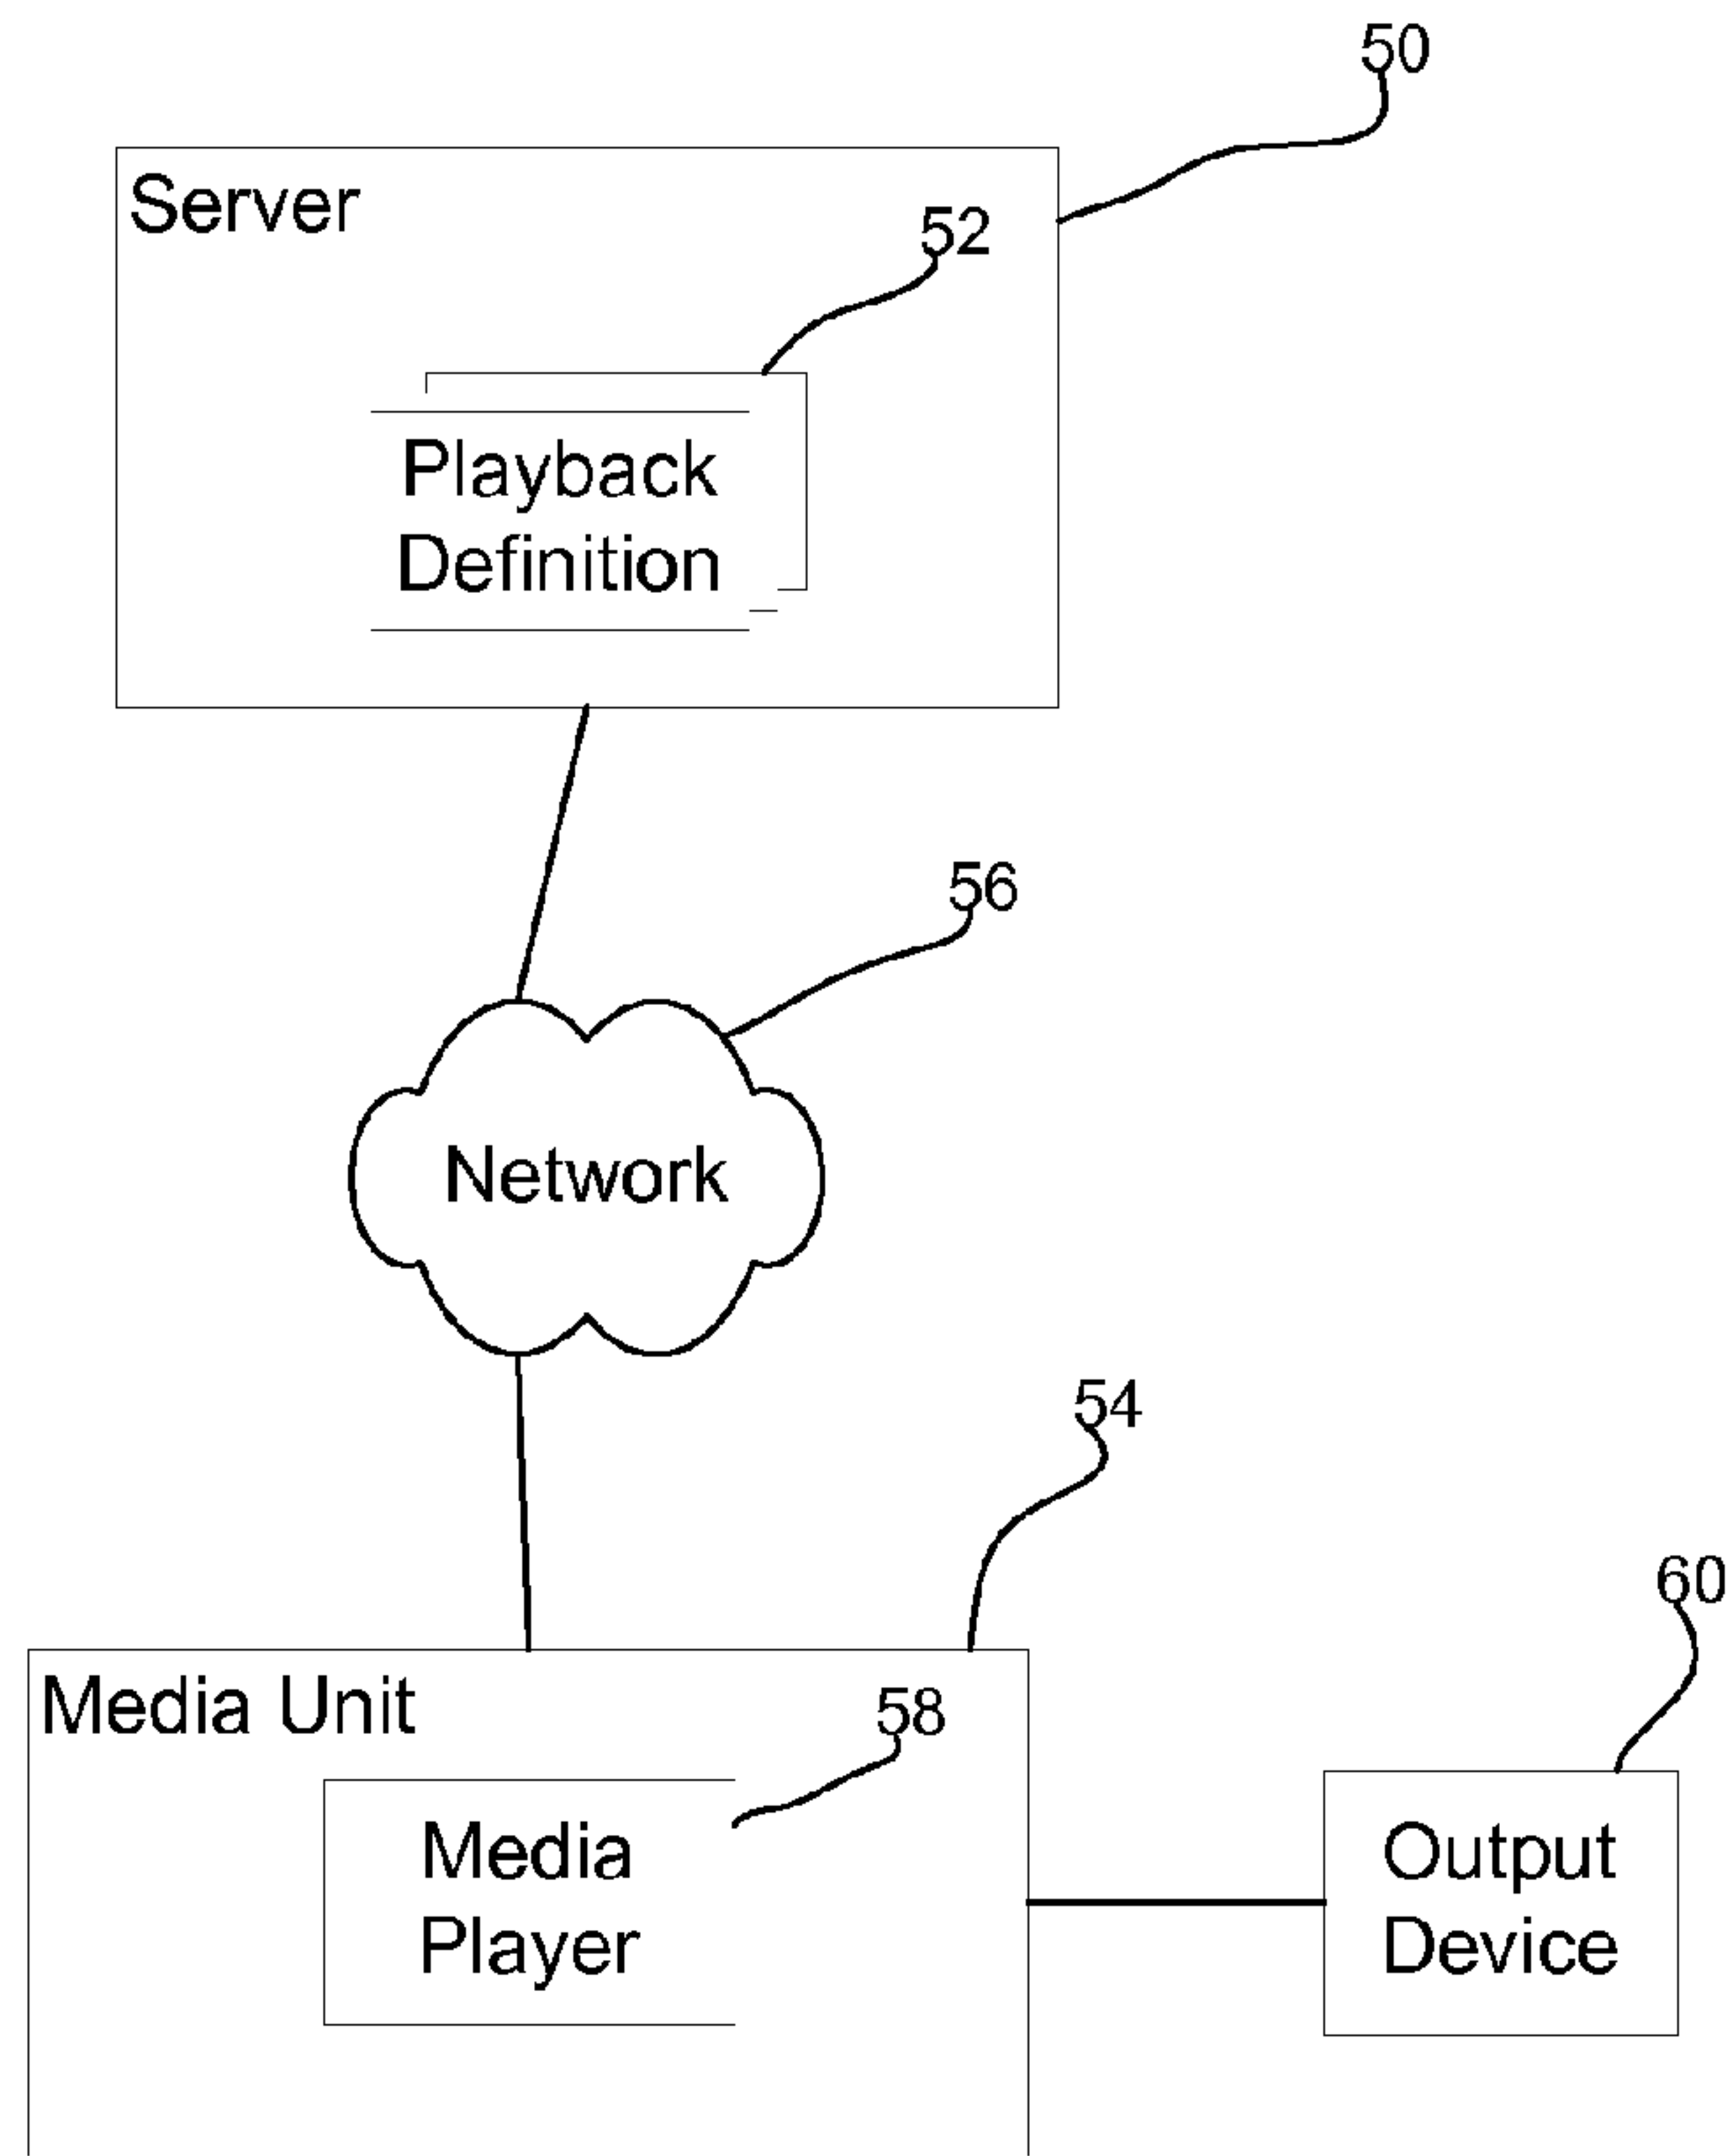 50
Server
52
Playback
Definition
56
Network
54
60
Media Unit
58
Media
Player
Output
Device